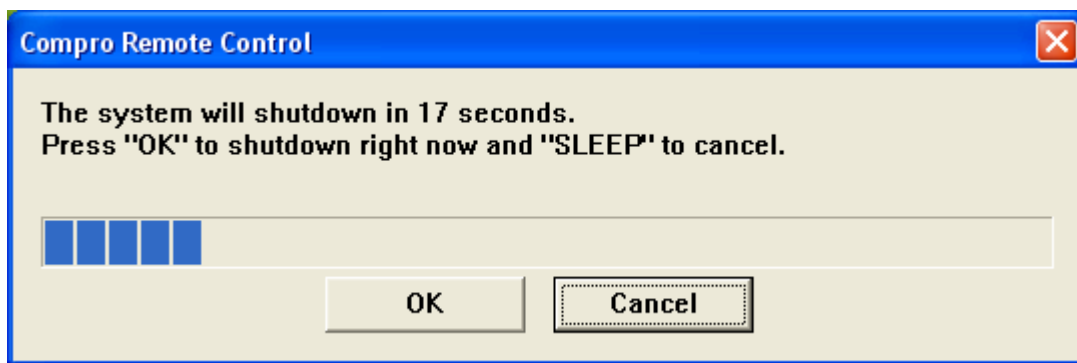 Compro Remote Control
The system will shutdown in 17 seconds.
Press "OK" to shutdown right now and "SLEEP" to cancel.
OK
Cancel